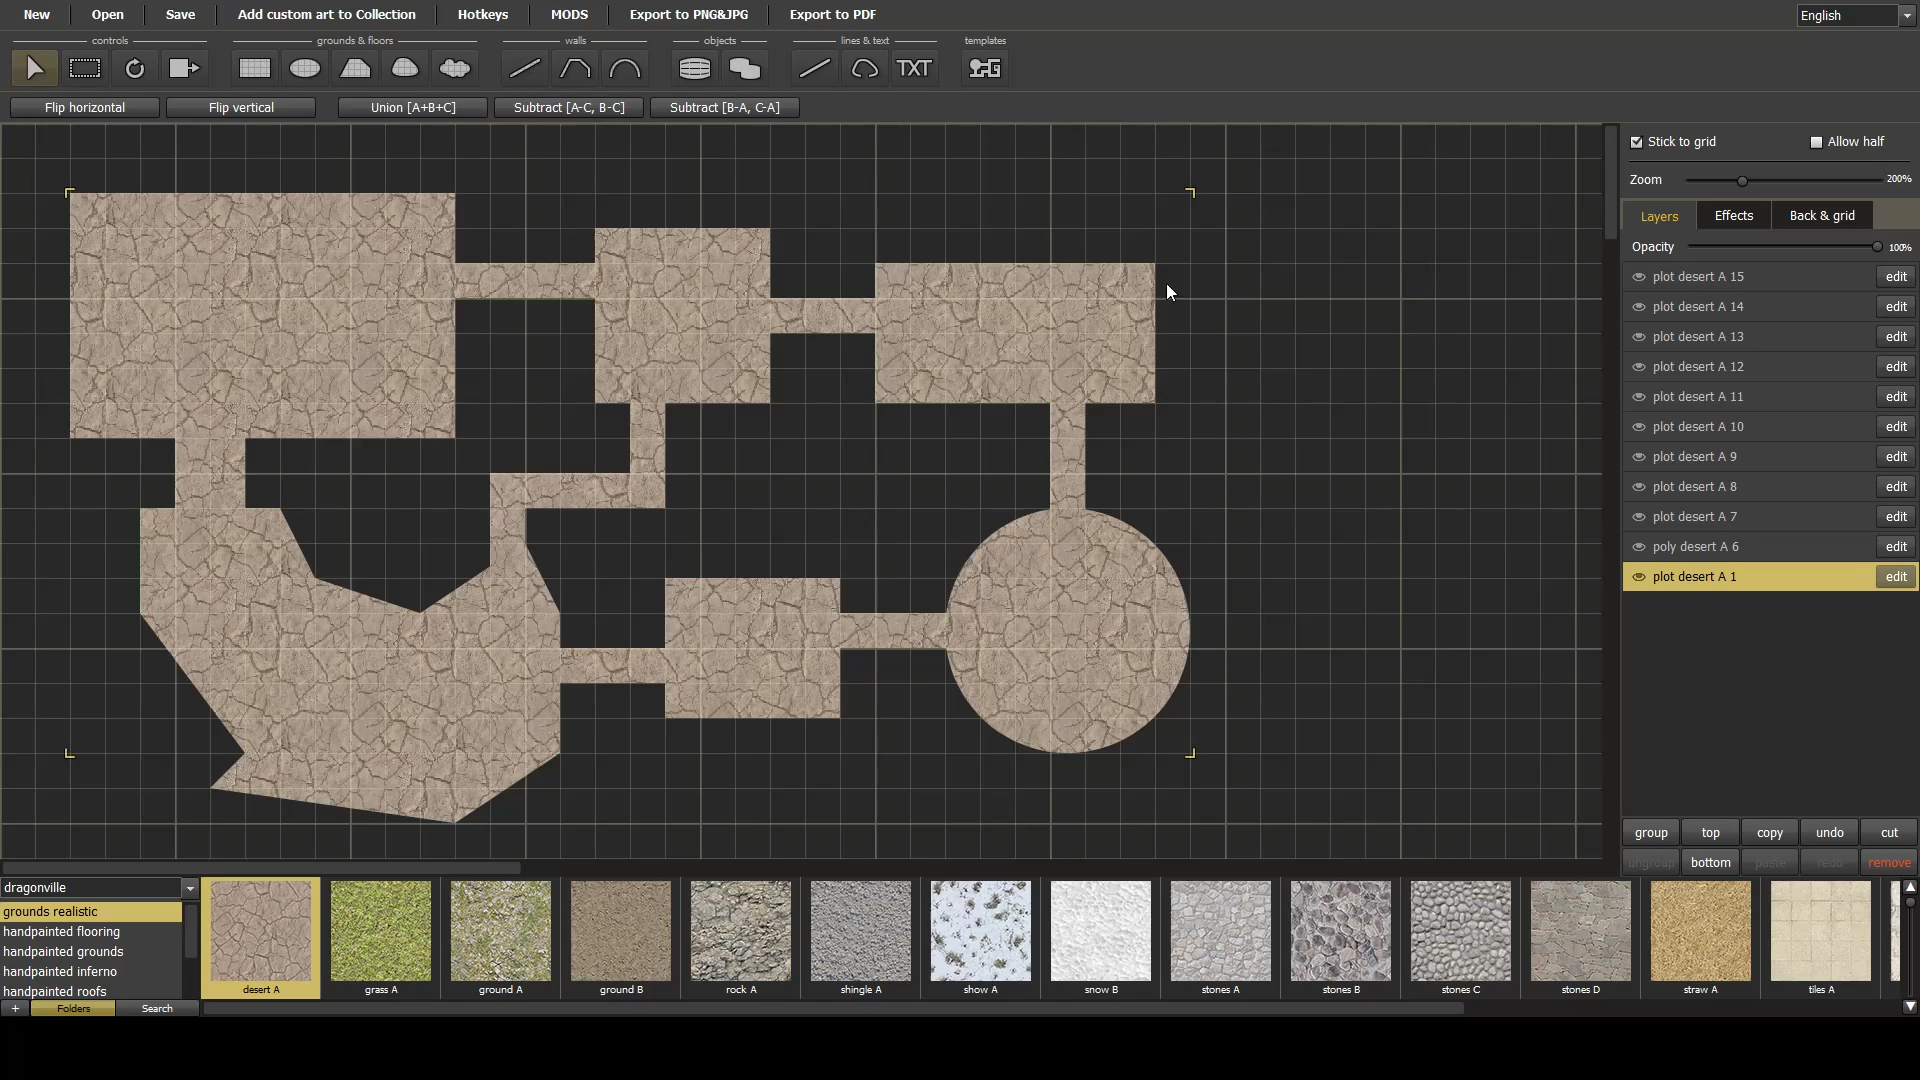 New Open Save Add custom art to Collection Hotkeys MODS Export to PNG&JPG Export to PDF English
controls grounds & floors walls objects lines & text templates
TXT
Flip horizontal Flip vertical Union [A+B+C] Subtract [A-C, B-C] Subtract [B-A, C-A]
Stick to grid Allow half
Zoom 200%
Layers Effects Back & grid
Opacity 100%
plot desert A 15 edit
plot desert A 14 edit
plot desert A 13 edit
plot desert A 12 edit
plot desert A 11 edit
plot desert A 10 edit
plot desert A 9 edit
plot desert A 8 edit
plot desert A 7 edit
poly desert A 6 edit
plot desert A 1 edit
group top copy undo cut
ungroup bottom paste redo remove
dragonville
grounds realistic
handpainted flooring
handpainted grounds
handpainted inferno
handpainted roofs
desert A grass A ground A ground B rock A shingle A show A snow B stones A stones B stones C stones D straw A tiles A
+ Folders Search